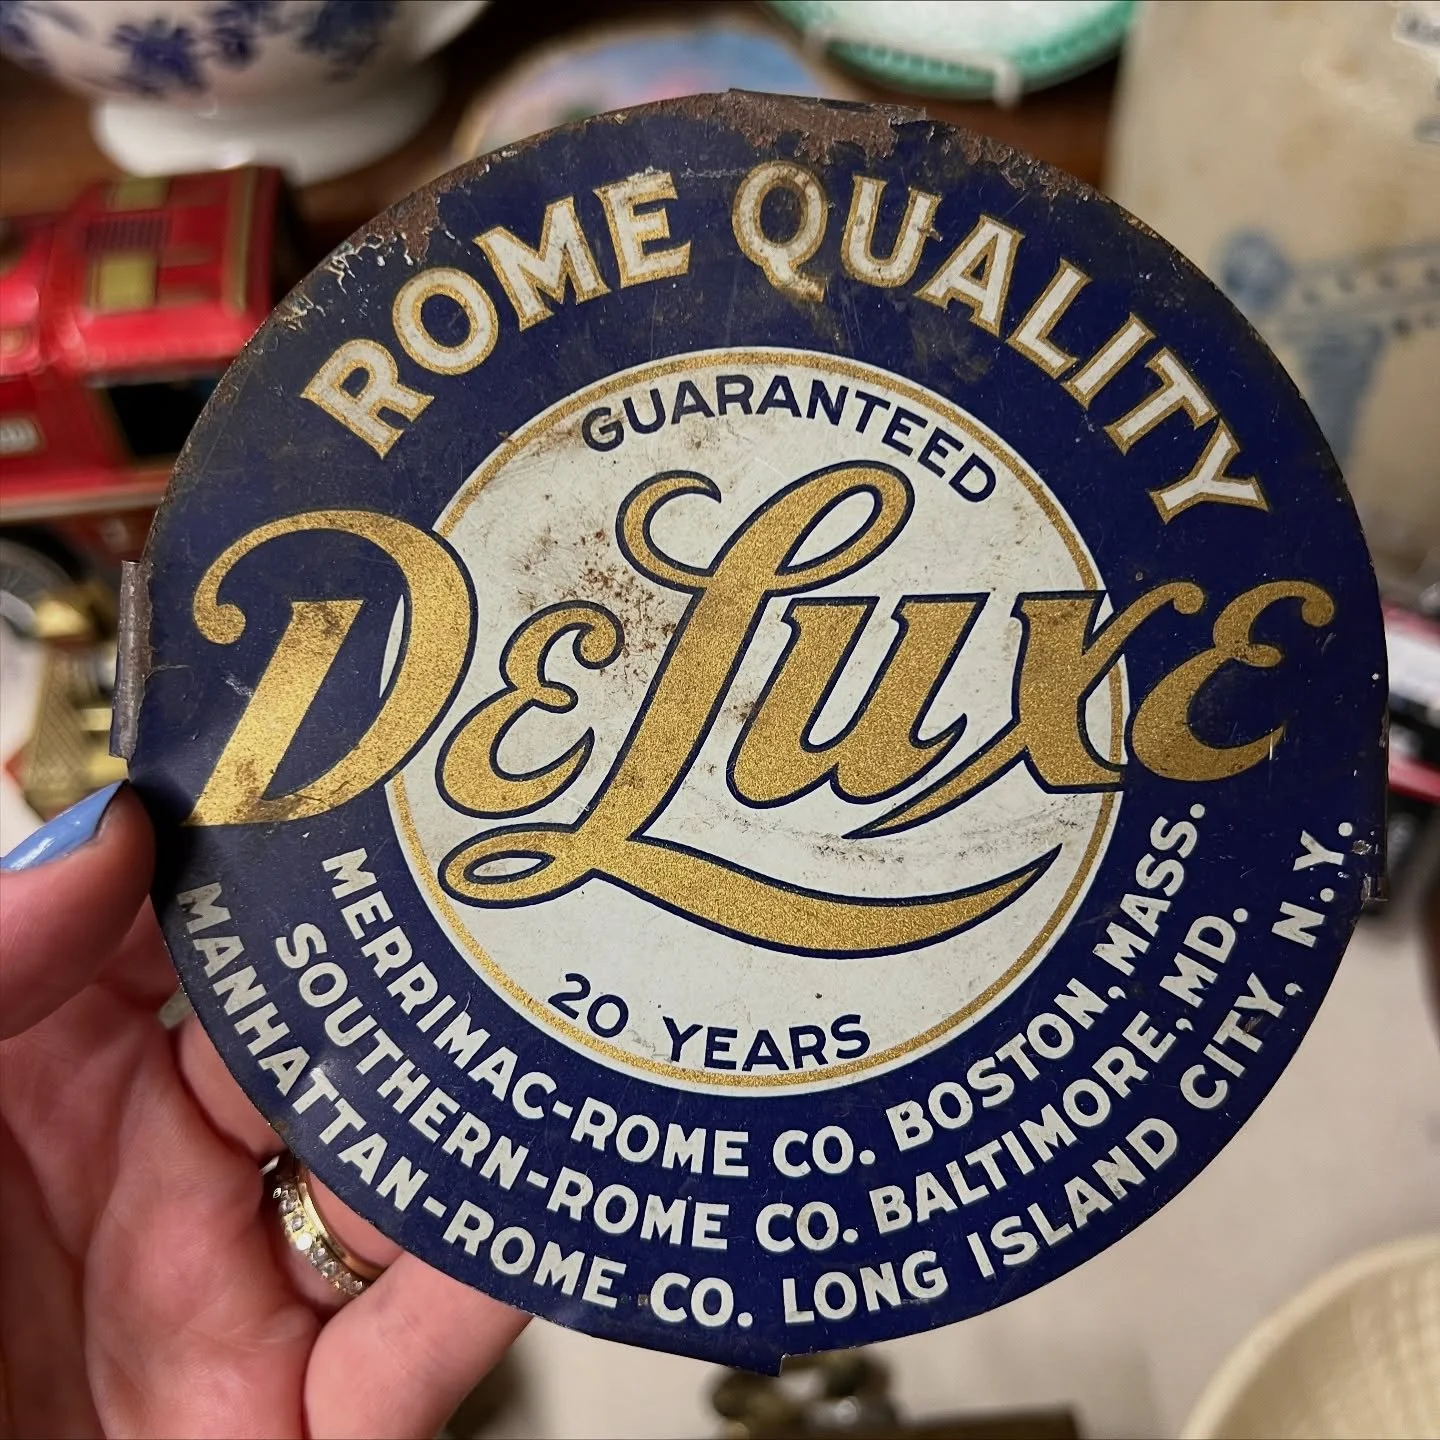 ROME QUALITY
GUARANTEED
DeLuxe
20 YEARS
MERRIMAC-ROME CO. BOSTON, MASS.
SOUTHERN-ROME CO. BALTIMORE, MD.
MANHATTAN-ROME CO. LONG ISLAND CITY, N.Y.